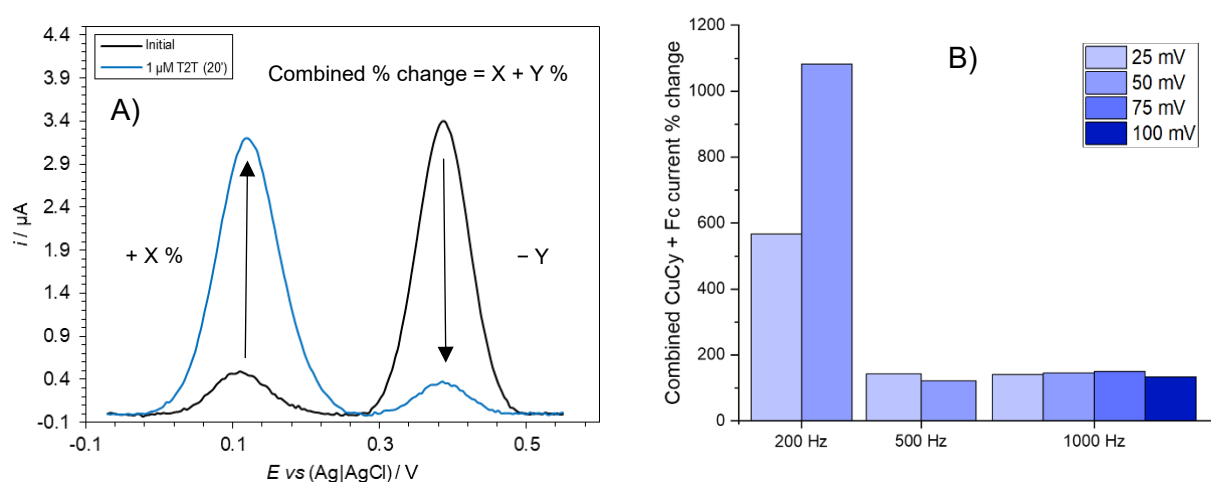 Initial
1 µM T2T (20')
Combined % change = X + Y %
A)
+ X %
− Y
4.4
3.9
3.4
2.9
2.4
1.9
1.4
0.9
0.4
-0.1
i / µA
-0.1 0.1 0.3 0.5
E vs (Ag|AgCl) / V
B)
25 mV
50 mV
75 mV
100 mV
1200
1000
800
600
400
200
0
Combined CuCy + Fc current % change
200 Hz 500 Hz 1000 Hz